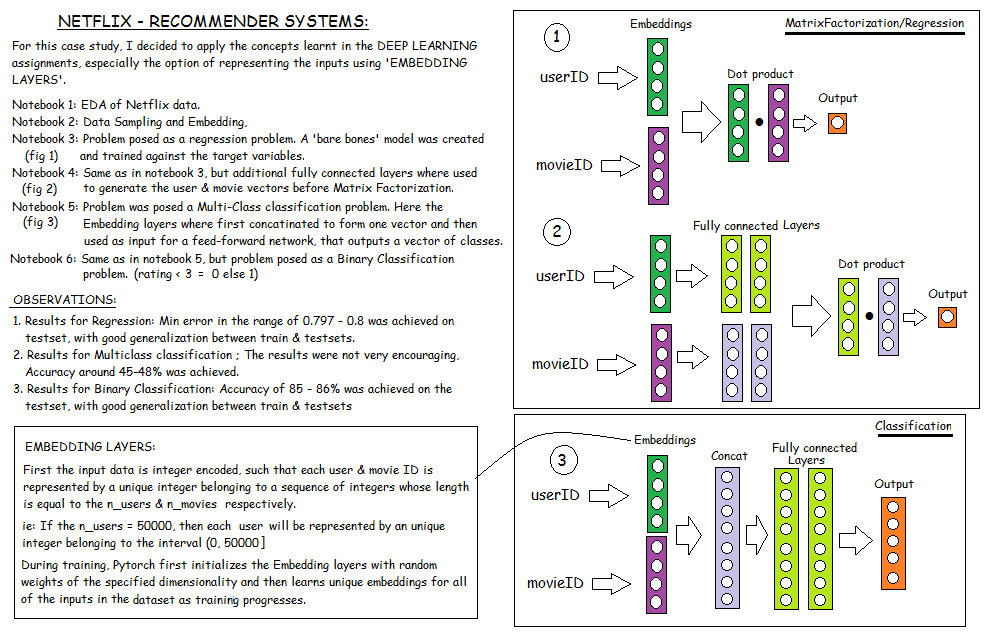 NETFLIX - RECOMMENDER SYSTEMS:
For this case study, I decided to apply the concepts learnt in the DEEP LEARNING
assignments, especially the option of representing the inputs using 'EMBEDDING
LAYERS'.
Notebook 1: EDA of Netflix data.
Notebook 2: Data Sampling and Embedding,
Notebook 3: Problem posed as a regression problem. A 'bare bones' model was created
(fig 1) and trained against the target variables.
Notebook 4: Same as in notebook 3, but additional fully connected layers where used
(fig 2) to generate the user & movie vectors before Matrix Factorization.
Notebook 5: Problem was posed a Multi-Class classification problem. Here the
(fig 3) Embedding layers where first concatinated to form one vector and then
used as input for a feed-forward network, that outputs a vector of classes.
Notebook 6: Same as in notebook 5, but problem posed as a Binary Classification
problem. (rating < 3 = 0 else 1)
OBSERVATIONS:
1. Results for Regression: Min error in the range of 0.797 - 0.8 was achieved on
testset, with good generalization between train & testsets.
2. Results for Multiclass classification ; The results were not very encouraging,
Accuracy around 45-48% was achieved.
3. Results for Binary Classification: Accuracy of 85 - 86% was achieved on the
testset, with good generalization between train & testsets
EMBEDDING LAYERS:
First the input data is integer encoded, such that each user & movie ID is
represented by a unique integer belonging to a sequence of integers whose length
is equal to the n_users & n_movies respectively.
ie: If the n_users = 50000, then each user will be represented by an unique
integer belonging to the interval (0, 50000]
During training, Pytorch first initializes the Embedding layers with random
weights of the specified dimensionality and then learns unique embeddings for all
of the inputs in the dataset as training progresses.
MatrixFactorization/Regression
1
Embeddings
userID
movieID
Dot product
Output
2
Fully connected Layers
userID
movieID
Dot product
Output
Classification
3
Embeddings
userID
movieID
Concat
Fully connected
Layers
Output